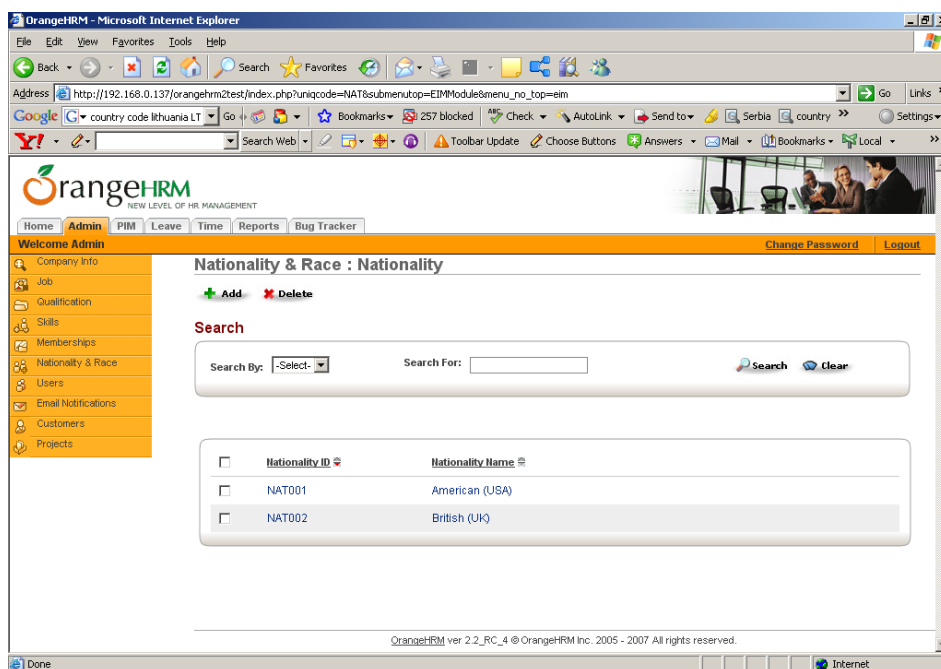 OrangeHRM - Microsoft Internet Explorer
File Edit View Favorites Tools Help
Back Search Favorites
Address http://192.168.0.137/orangehrm2test/index.php?uniqcode=NAT&submenutop=EIMModule&menu_no_top=eim Go Links
Google country code lithuania LT Go Bookmarks 257 blocked ABC Check AutoLink Send to Serbia country Settings
Y! Search Web Toolbar Update Choose Buttons Answers Mail Bookmarks Local
OrangeHRM
NEW LEVEL OF HR MANAGEMENT
Home Admin PIM Leave Time Reports Bug Tracker
Welcome Admin Change Password Logout
Company Info
Job
Qualification
Skills
Memberships
Nationality & Race
Users
Email Notifications
Customers
Projects
Nationality & Race : Nationality
Add Delete
Search
Search By: -Select- Search For: Search Clear
Nationality ID Nationality Name
NAT001 American (USA)
NAT002 British (UK)
OrangeHRM ver 2.2_RC_4 © OrangeHRM Inc. 2005 - 2007 All rights reserved.
Done Internet